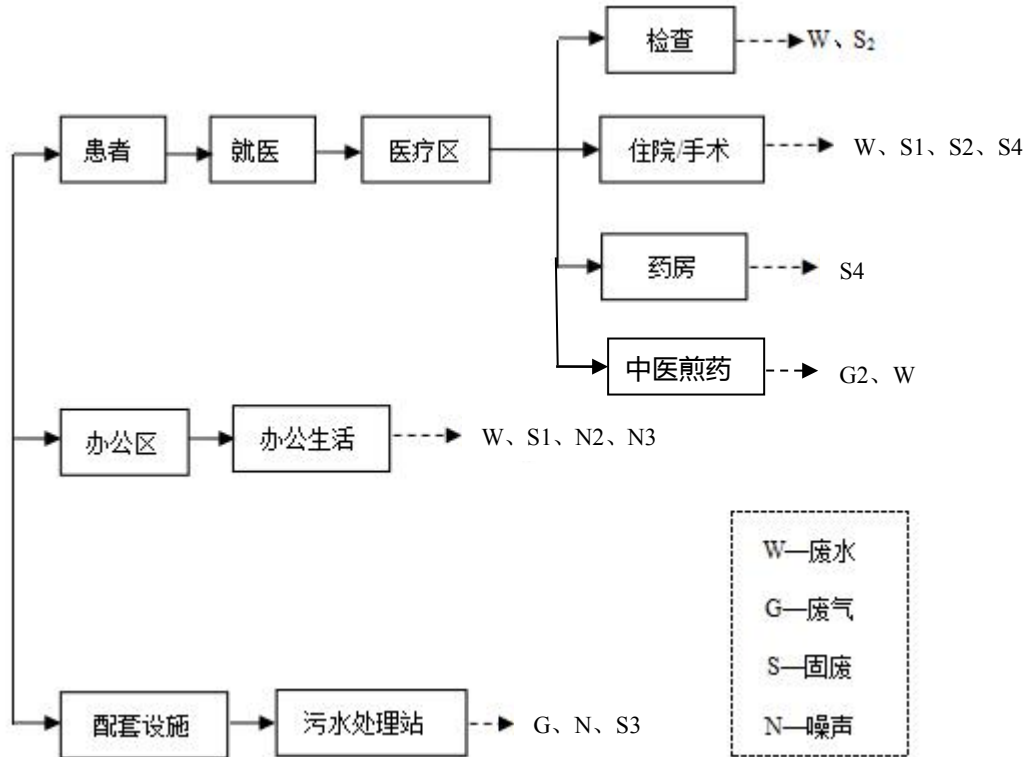 检查
W、S₂
患者
就医
医疗区
住院/手术
W、S1、S2、S4
药房
S4
中医煎药
G2、W
办公区
办公生活
W、S1、N2、N3
W—废水
G—废气
S—固废
N—噪声
配套设施
污水处理站
G、N、S3